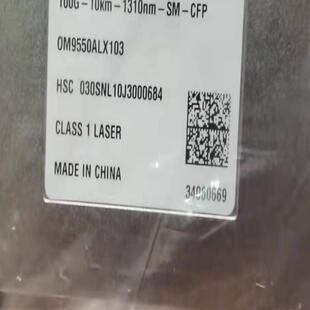 100G-10km-1310nm-SM-CFP
OM9550ALX103
HSC 030SNL10J3000684
CLASS 1 LASER
MADE IN CHINA
34060669